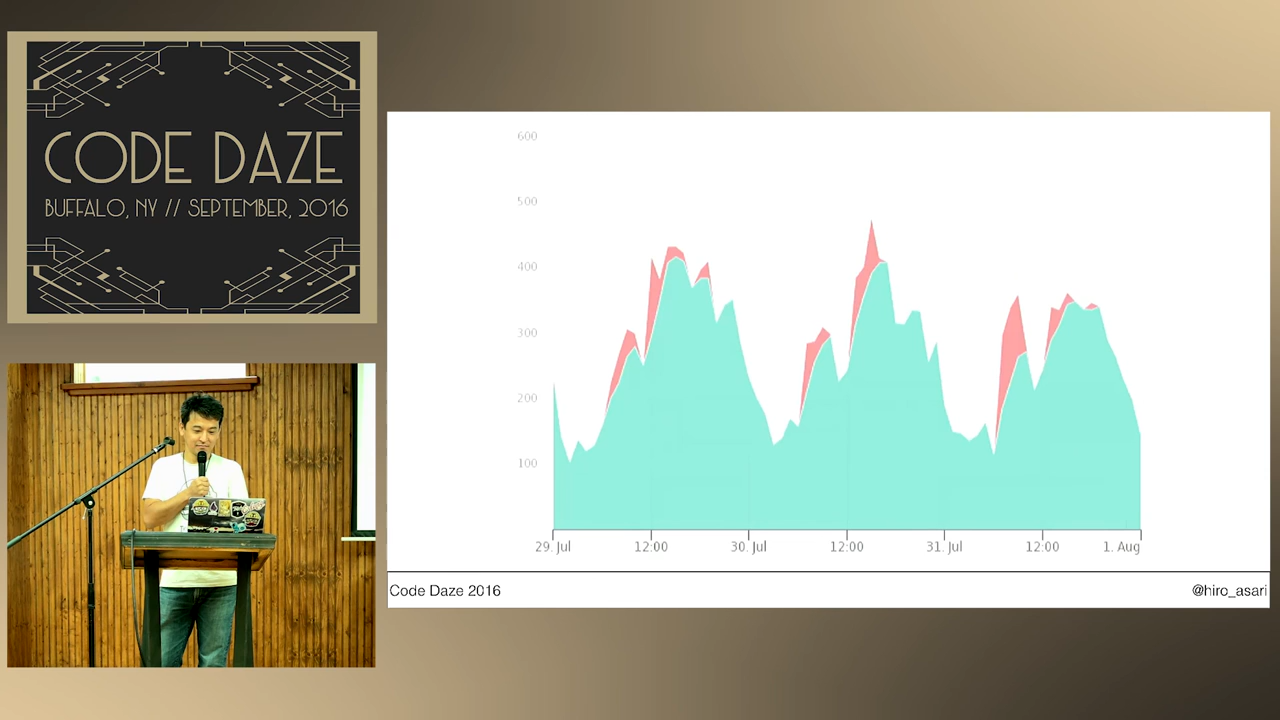 CODE DAZE
BUFFALO, NY // SEPTEMBER, 2016
600
500
400
300
200
100
29. Jul
12:00
30. Jul
12:00
31. Jul
12:00
1. Aug
Code Daze 2016
@hiro_asari